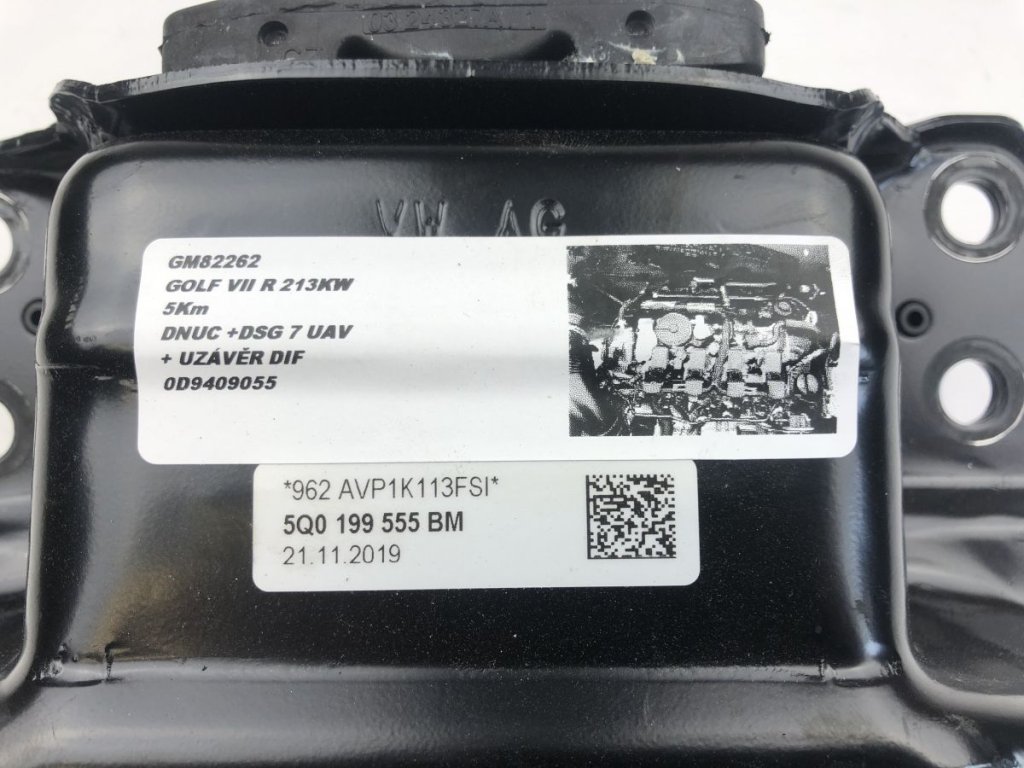 VW AG
GM82262
GOLF VII R 213KW
5Km
DNUC +DSG 7 UAV
+ UZÁVĚR DIF
0D9409055
*962 AVP1K113FSI*
5Q0 199 555 BM
21.11.2019